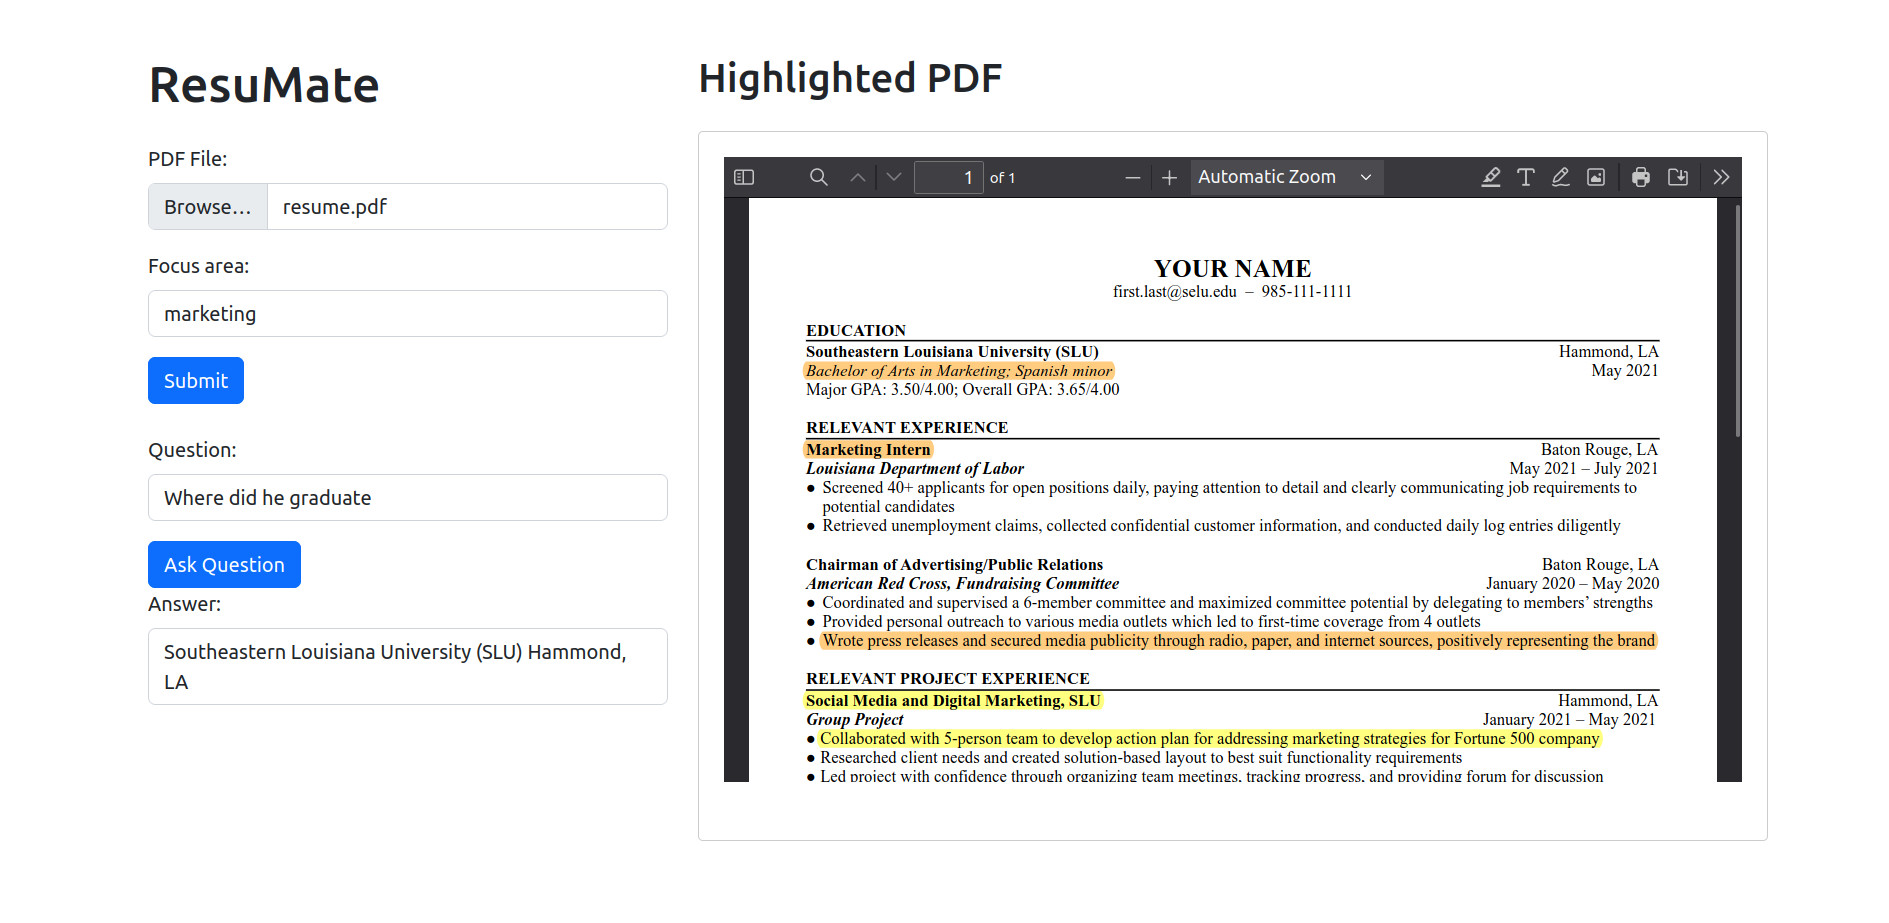 ResuMate
PDF File:
Browse... resume.pdf
Focus area:
marketing
Submit
Question:
Where did he graduate
Ask Question
Answer:
Southeastern Louisiana University (SLU) Hammond,
LA
Highlighted PDF
1 of 1 Automatic Zoom
YOUR NAME
first.last@selu.edu – 985-111-1111
EDUCATION
Southeastern Louisiana University (SLU) Hammond, LA
Bachelor of Arts in Marketing; Spanish minor May 2021
Major GPA: 3.50/4.00; Overall GPA: 3.65/4.00
RELEVANT EXPERIENCE
Marketing Intern Baton Rouge, LA
Louisiana Department of Labor May 2021 – July 2021
● Screened 40+ applicants for open positions daily, paying attention to detail and clearly communicating job requirements to
potential candidates
● Retrieved unemployment claims, collected confidential customer information, and conducted daily log entries diligently
Chairman of Advertising/Public Relations Baton Rouge, LA
American Red Cross, Fundraising Committee January 2020 – May 2020
● Coordinated and supervised a 6-member committee and maximized committee potential by delegating to members’ strengths
● Provided personal outreach to various media outlets which led to first-time coverage from 4 outlets
● Wrote press releases and secured media publicity through radio, paper, and internet sources, positively representing the brand
RELEVANT PROJECT EXPERIENCE
Social Media and Digital Marketing, SLU Hammond, LA
Group Project January 2021 – May 2021
● Collaborated with 5-person team to develop action plan for addressing marketing strategies for Fortune 500 company
● Researched client needs and created solution-based layout to best suit functionality requirements
● Led project with confidence through organizing team meetings, tracking progress, and providing forum for discussion